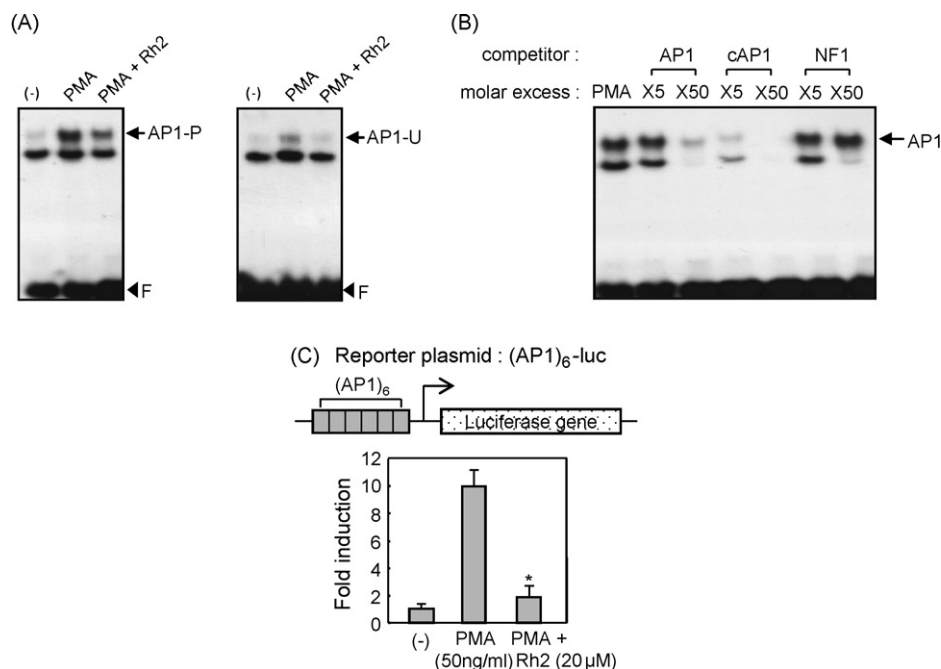 (A)
(-) PMA PMA + Rh2
AP1-P
F
(-) PMA PMA + Rh2
AP1-U
F
(B)
competitor : AP1 cAP1 NF1
molar excess : PMA X5 X50 X5 X50 X5 X50
AP1
(C) Reporter plasmid : (AP1)6-luc
(AP1)6
Luciferase gene
Fold induction
12
10
8
6
4
2
0
*
(-) PMA PMA +
(50ng/ml) Rh2 (20 µM)